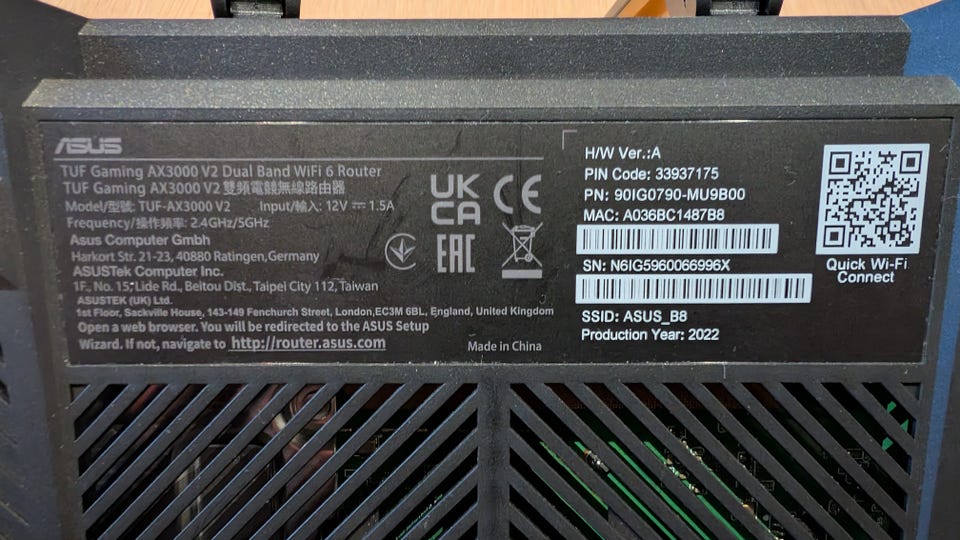 ASUS
TUF Gaming AX3000 V2 Dual Band WiFi 6 Router
TUF Gaming AX3000 V2 雙頻電競無線路由器
Model/型號: TUF-AX3000 V2 Input/輸入: 12V ⎓ 1.5A
Frequency/操作頻率: 2.4GHz/5GHz
Asus Computer Gmbh
Harkort Str. 21-23, 40880 Ratingen,Germany
ASUSTek Computer Inc.
1F., No. 15, Lide Rd., Beitou Dist., Taipei City 112, Taiwan
ASUSTEK (UK) Ltd.
1st Floor, Sackville House, 143-149 Fenchurch Street, London,EC3M 6BL, England, United Kingdom
Open a web browser. You will be redirected to the ASUS Setup
Wizard. If not, navigate to http://router.asus.com
Made in China
UK
CA
CE
EAC
H/W Ver.:A
PIN Code: 33937175
PN: 90IG0790-MU9B00
MAC: A036BC1487B8
SN: N6IG5960066996X
SSID: ASUS_B8
Production Year: 2022
Quick Wi-Fi
Connect